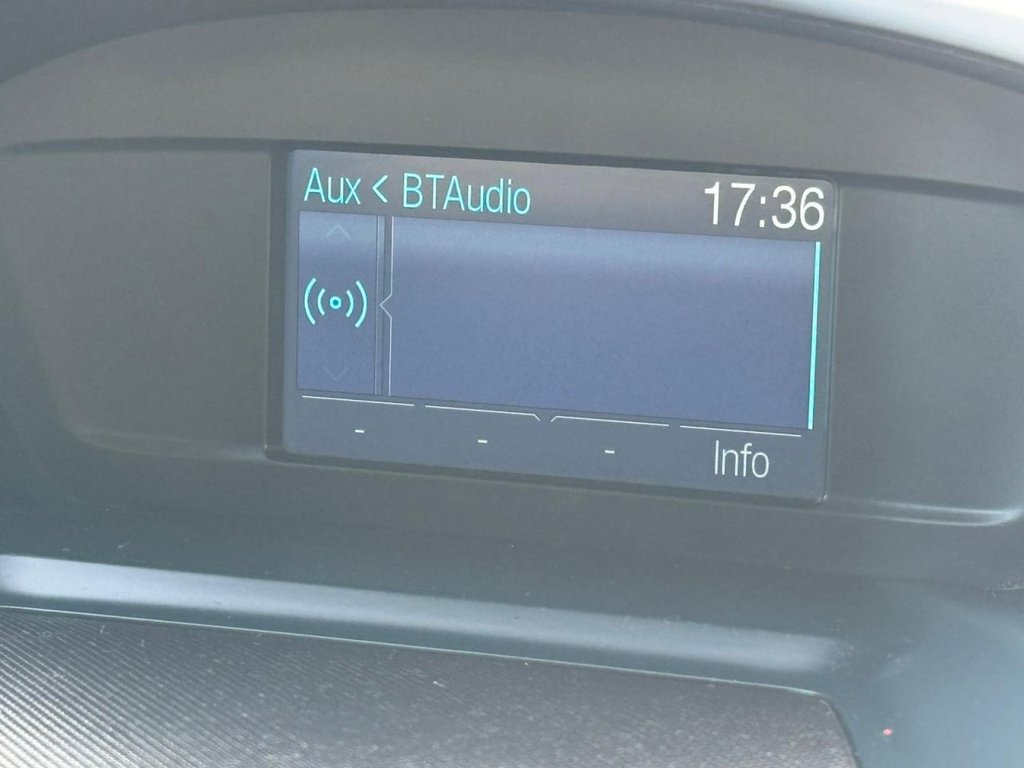 Aux < BTAudio 17:36
- - - Info